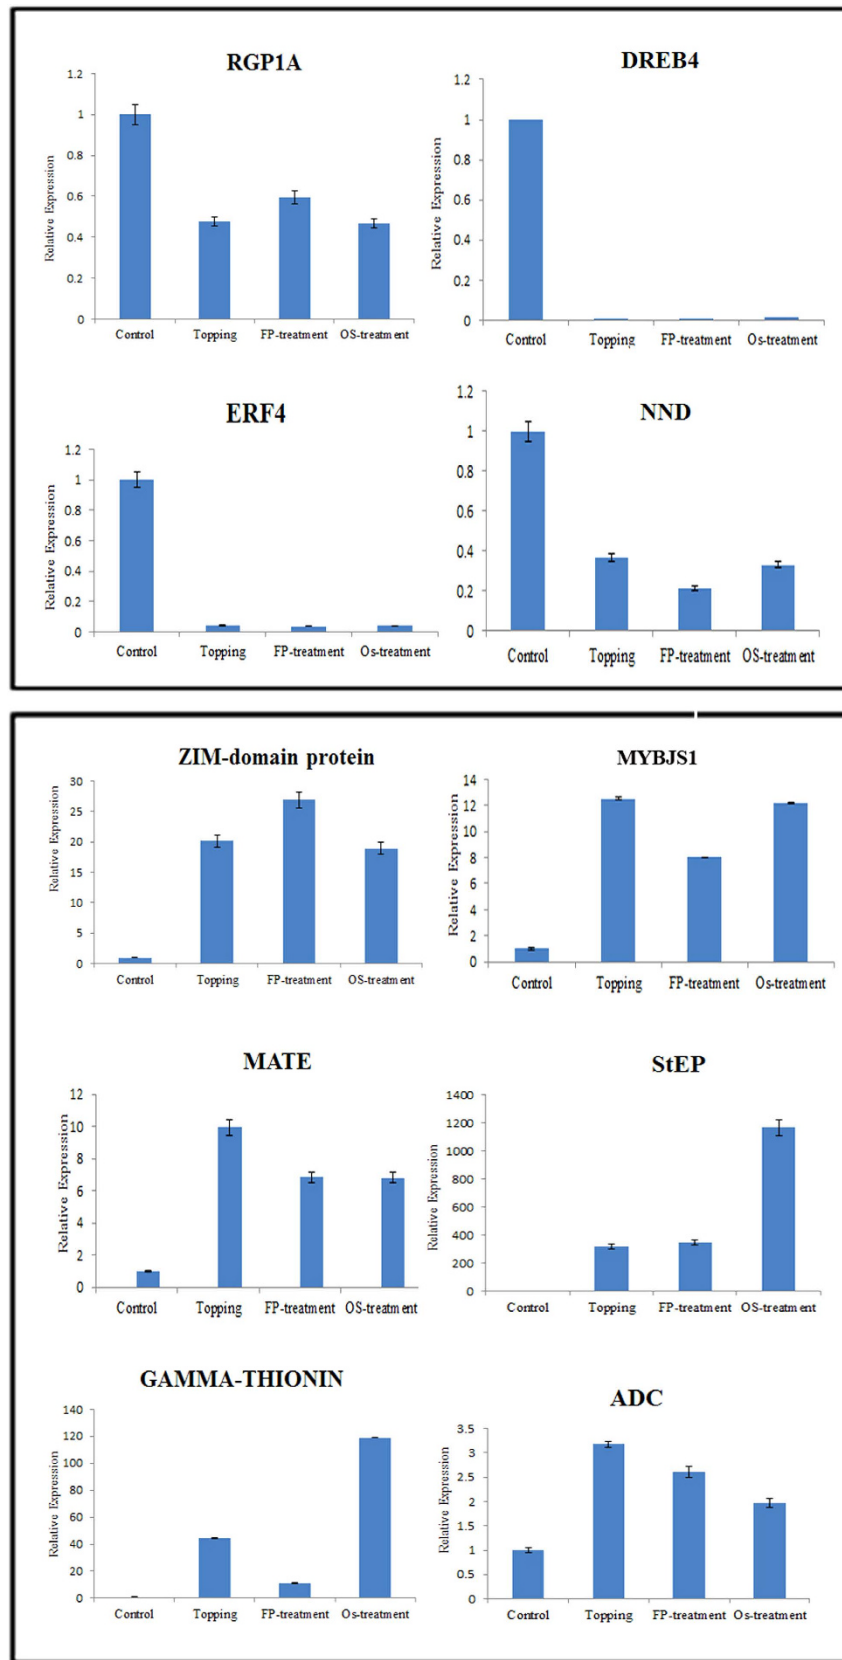 RGP1A
Relative Expression
1.2
1
0.8
0.6
0.4
0.2
0
Control Topping FP-treatment OS-treatment
DREB4
Relative Expression
1.2
1
0.8
0.6
0.4
0.2
0
Control Topping FP-treatment Os-treatment
ERF4
Relative Expression
1.2
1
0.8
0.6
0.4
0.2
0
Control Topping FP-treatment Os-treatment
NND
Relative Expression
1.2
1
0.8
0.6
0.4
0.2
0
Control Topping FP-treatment OS-treatment
ZIM-domain protein
Relative Expression
30
25
20
15
10
5
0
Control Topping FP-treatment OS-treatment
MYBJS1
Relative Expression
14
12
10
8
6
4
2
0
Control Topping FP-treatment Os-treatment
MATE
Relative Expression
12
10
8
6
4
2
0
Control Topping FP-treatment OS-treatment
StEP
Relative Expression
1400
1200
1000
800
600
400
200
0
Control Topping FP-treatment OS-treatment
GAMMA-THIONIN
Relative Expression
140
120
100
80
60
40
20
0
Control Topping FP-treatment Os-treatment
ADC
Relative Expression
3.5
3
2.5
2
1.5
1
0.5
0
Control Topping FP-treatment Os-treatment